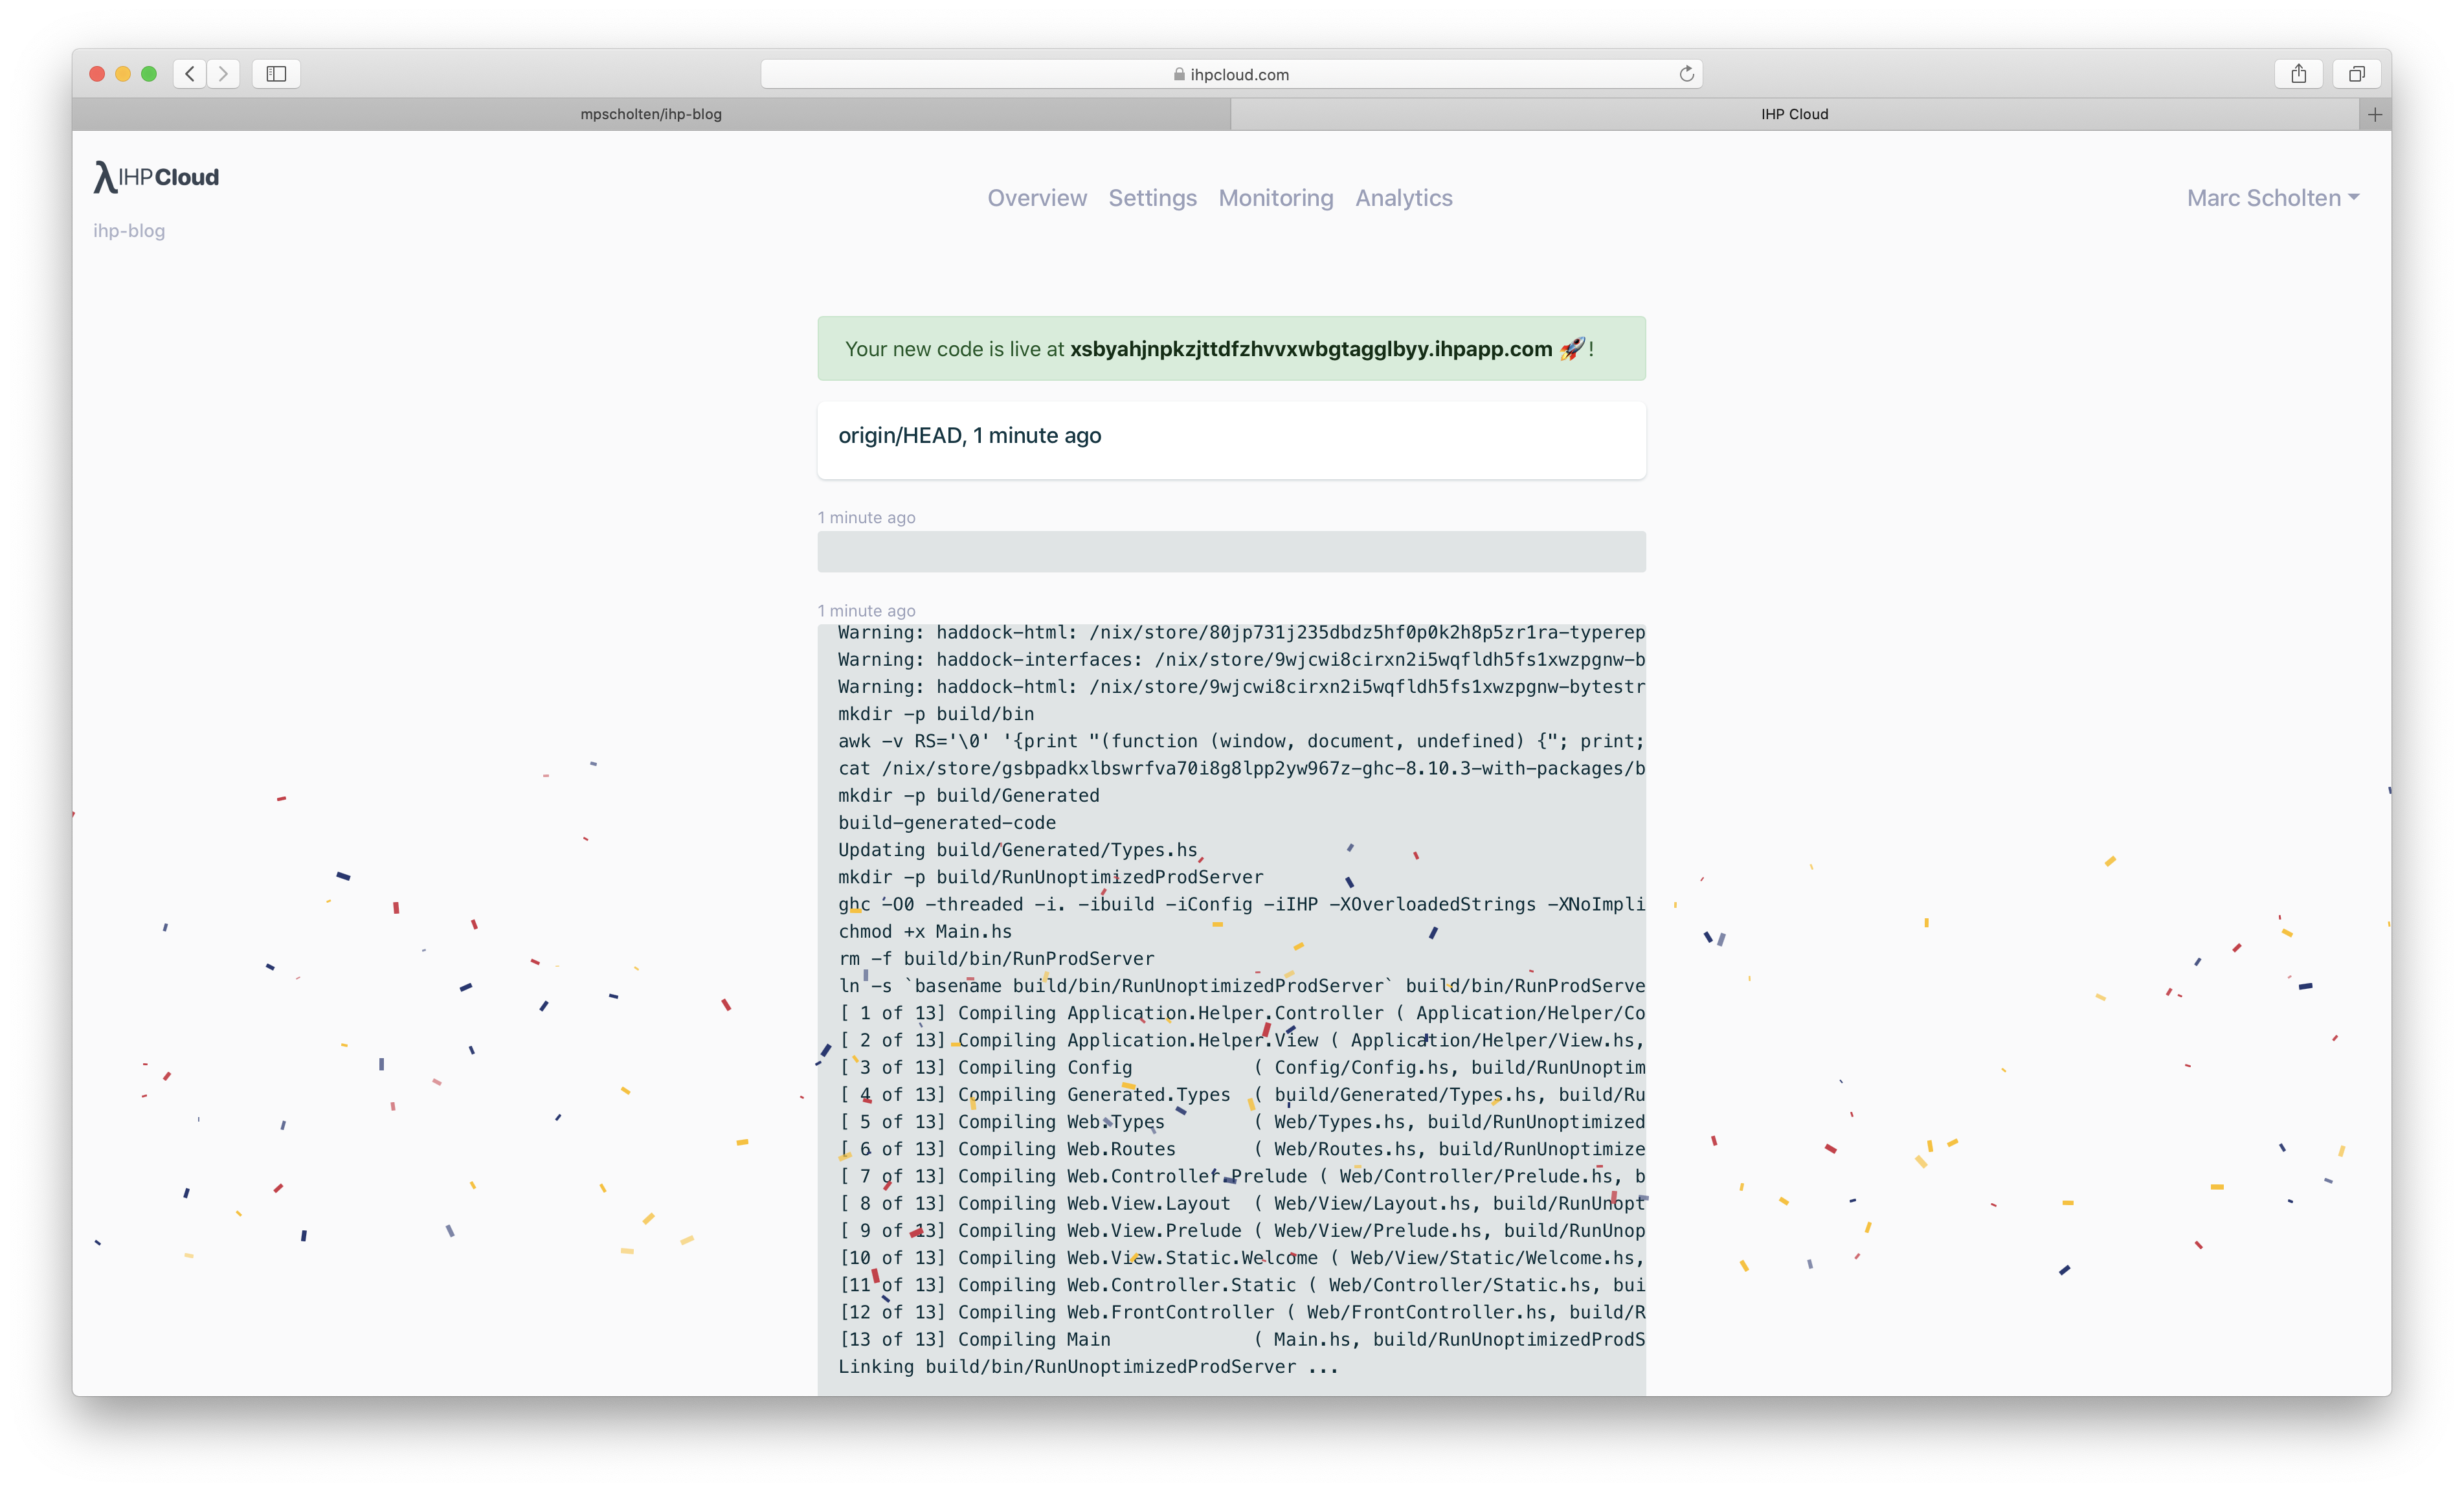 ihpcloud.com
mpscholten/ihp-blog
IHP Cloud
λIHPCloud
Overview Settings Monitoring Analytics
Marc Scholten
ihp-blog
Your new code is live at xsbyahjnpkzjttdfzhvvxwbgtagglbyy.ihpapp.com 🚀!
origin/HEAD, 1 minute ago
1 minute ago
1 minute ago
Warning: haddock-html: /nix/store/80jp731j235dbdz5hf0p0k2h8p5zr1ra-typerep
Warning: haddock-interfaces: /nix/store/9wjcwi8cirxn2i5wqfldh5fs1xwzpgnw-b
Warning: haddock-html: /nix/store/9wjcwi8cirxn2i5wqfldh5fs1xwzpgnw-bytestr
mkdir -p build/bin
awk -v RS='\0' '{print "(function (window, document, undefined) {"; print;
cat /nix/store/gsbpadkxlbswrfva70i8g8lpp2yw967z-ghc-8.10.3-with-packages/b
mkdir -p build/Generated
build-generated-code
Updating build/Generated/Types.hs
mkdir -p build/RunUnoptimizedProdServer
ghc -O0 -threaded -i. -ibuild -iConfig -iIHP -XOverloadedStrings -XNoImpli
chmod +x Main.hs
rm -f build/bin/RunProdServer
ln -s `basename build/bin/RunUnoptimizedProdServer` build/bin/RunProdServe
[ 1 of 13] Compiling Application.Helper.Controller ( Application/Helper/Co
[ 2 of 13] Compiling Application.Helper.View ( Application/Helper/View.hs,
[ 3 of 13] Compiling Config ( Config/Config.hs, build/RunUnoptim
[ 4 of 13] Compiling Generated.Types ( build/Generated/Types.hs, build/Ru
[ 5 of 13] Compiling Web.Types ( Web/Types.hs, build/RunUnoptimized
[ 6 of 13] Compiling Web.Routes ( Web/Routes.hs, build/RunUnoptimize
[ 7 of 13] Compiling Web.Controller.Prelude ( Web/Controller/Prelude.hs, b
[ 8 of 13] Compiling Web.View.Layout ( Web/View/Layout.hs, build/RunUnopt
[ 9 of 13] Compiling Web.View.Prelude ( Web/View/Prelude.hs, build/RunUnop
[10 of 13] Compiling Web.View.Static.Welcome ( Web/View/Static/Welcome.hs,
[11 of 13] Compiling Web.Controller.Static ( Web/Controller/Static.hs, bui
[12 of 13] Compiling Web.FrontController ( Web/FrontController.hs, build/R
[13 of 13] Compiling Main ( Main.hs, build/RunUnoptimizedProdS
Linking build/bin/RunUnoptimizedProdServer ...